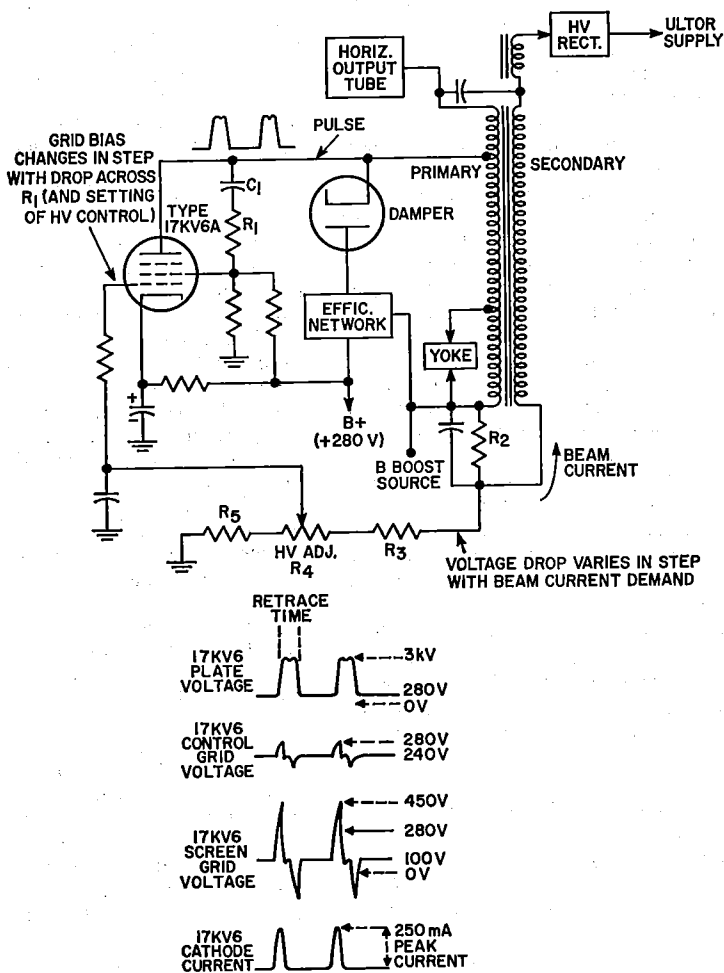 HV
RECT.
ULTOR
SUPPLY
HORIZ.
OUTPUT
TUBE
PULSE
GRID BIAS
CHANGES IN STEP
WITH DROP ACROSS
R1 (AND SETTING
OF HV CONTROL)
TYPE
17KV6A
C1
R1
DAMPER
PRIMARY
SECONDARY
EFFIC.
NETWORK
YOKE
+
-
B+
(+280 V)
R2
B BOOST
SOURCE
BEAM
CURRENT
R5
HV ADJ.
R4
R3
VOLTAGE DROP VARIES IN STEP
WITH BEAM CURRENT DEMAND
RETRACE
TIME
17KV6
PLATE
VOLTAGE
3kV
280V
0V
17KV6
CONTROL
GRID
VOLTAGE
280V
240V
17KV6
SCREEN
GRID
VOLTAGE
450V
280V
100V
0V
17KV6
CATHODE
CURRENT
250mA
PEAK
CURRENT